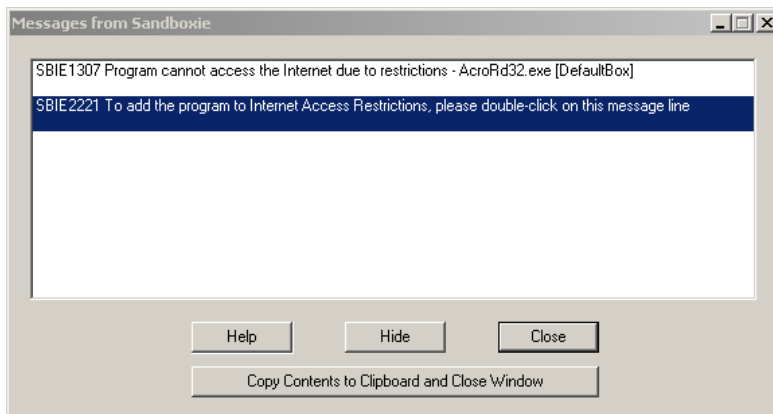 Messages from Sandboxie
SBIE1307 Program cannot access the Internet due to restrictions - AcroRd32.exe [DefaultBox]
SBIE2221 To add the program to Internet Access Restrictions, please double-click on this message line
Help Hide Close
Copy Contents to Clipboard and Close Window